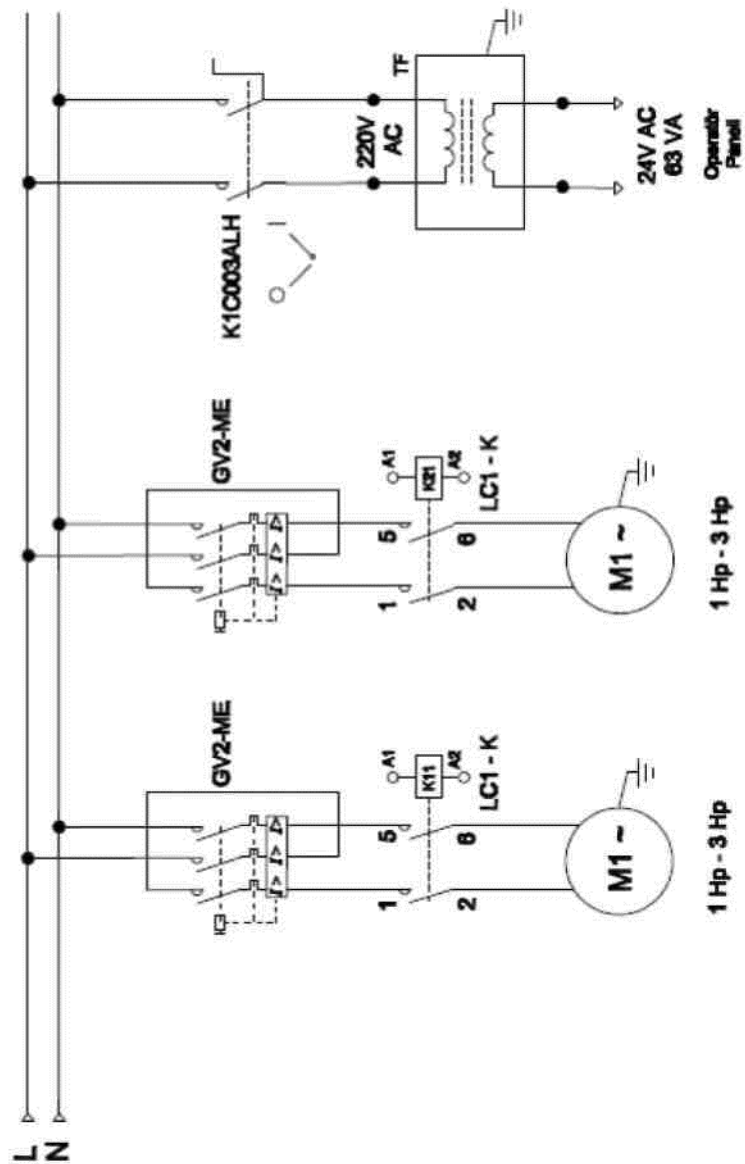 L
N
GV2-ME
1
5
A1
K11
A2
2
6
LC1 - K
M1 ~
1 Hp - 3 Hp
GV2-ME
1
5
A1
K21
A2
2
6
LC1 - K
M1 ~
1 Hp - 3 Hp
K1C003ALH
220V
AC
TF
24V AC
63 VA
Operatör
Paneli